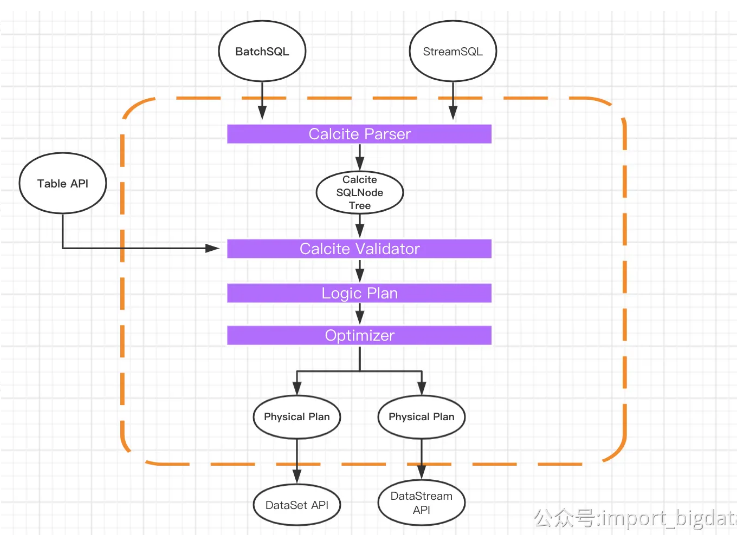 BatchSQL
StreamSQL
Calcite Parser
Table API
Calcite
SQLNode
Tree
Calcite Validator
Logic Plan
Optimizer
Physical Plan
Physical Plan
DataSet API
DataStream
API
公众号:import_bigdata